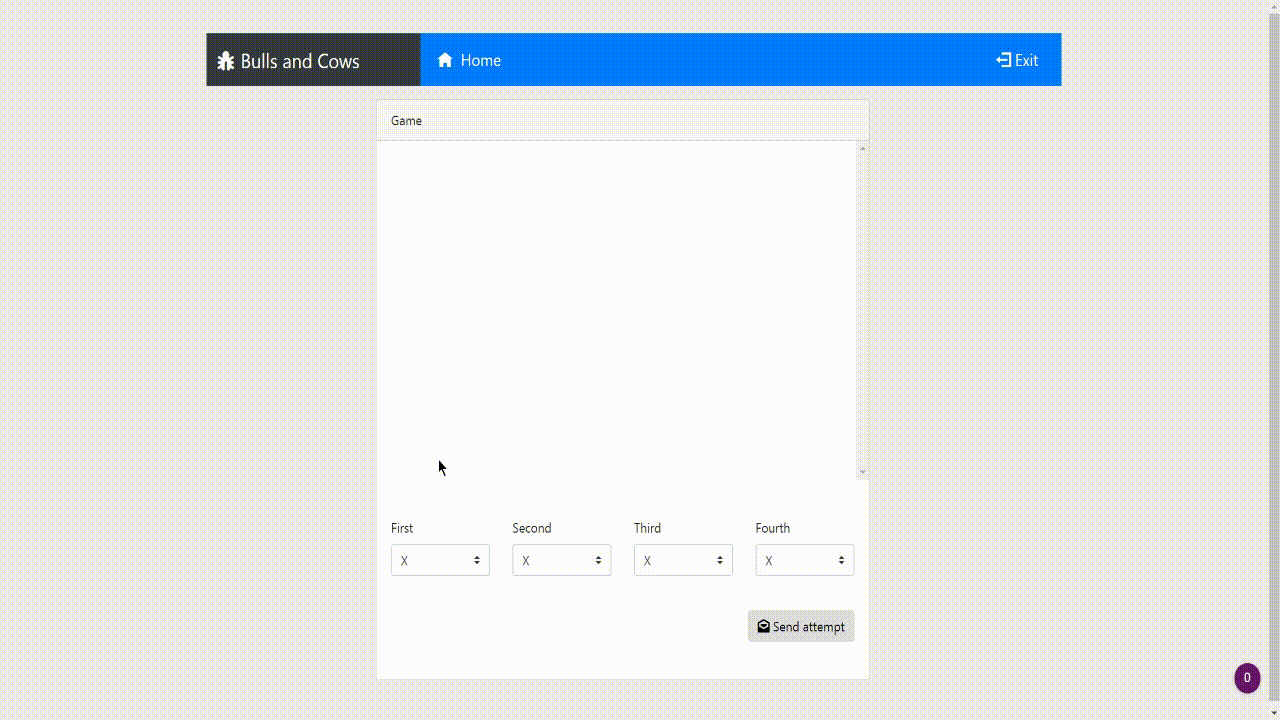 Bulls and Cows
Home
Exit
Game
First
Second
Third
Fourth
X
X
X
X
Send attempt
0